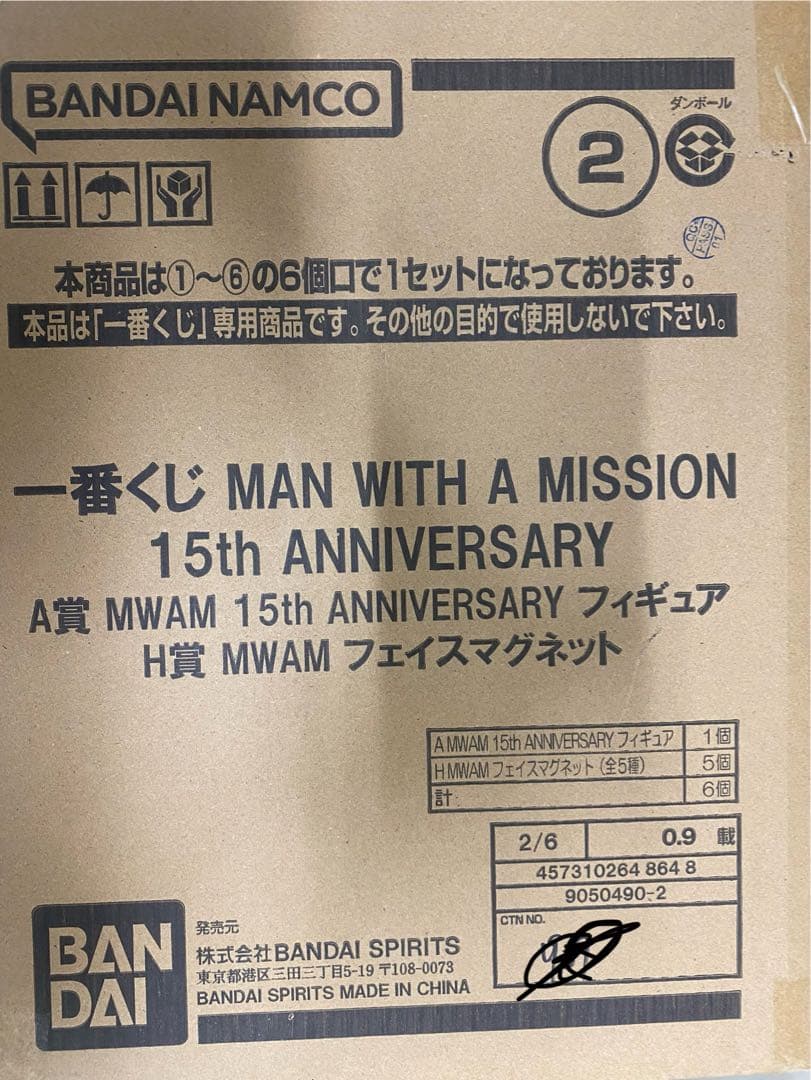 BANDAI NAMCO
2
ダンボール
QC1
PASS
01
本商品は①～⑥の6個口で1セットになっております。
本品は「一番くじ」専用商品です。その他の目的で使用しないで下さい。
一番くじ MAN WITH A MISSION
15th ANNIVERSARY
A賞 MWAM 15th ANNIVERSARY フィギュア
H賞 MWAM フェイスマグネット
A MWAM 15th ANNIVERSARY フィギュア 1個
H MWAM フェイスマグネット (全5種) 5個
計 6個
2/6 0.9 載
457310264 864 8
9050490-2
CTN NO.
BAN
DAI
発売元
株式会社BANDAI SPIRITS
東京都港区三田三丁目5-19 〒108-0073
BANDAI SPIRITS MADE IN CHINA